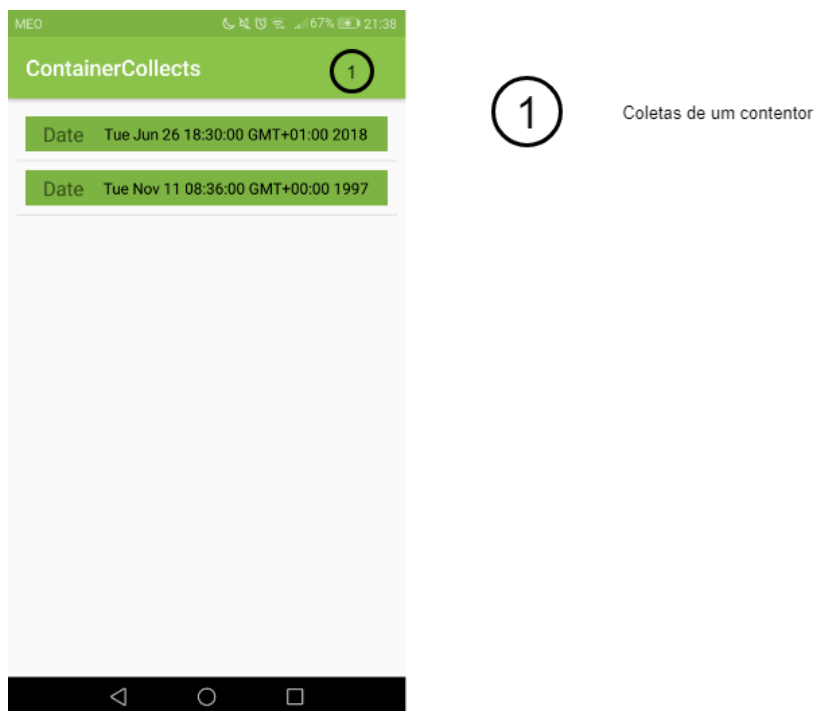 MEO 67% 21:38
ContainerCollects 1
Date Tue Jun 26 18:30:00 GMT+01:00 2018
Date Tue Nov 11 08:36:00 GMT+00:00 1997
1 Coletas de um contentor